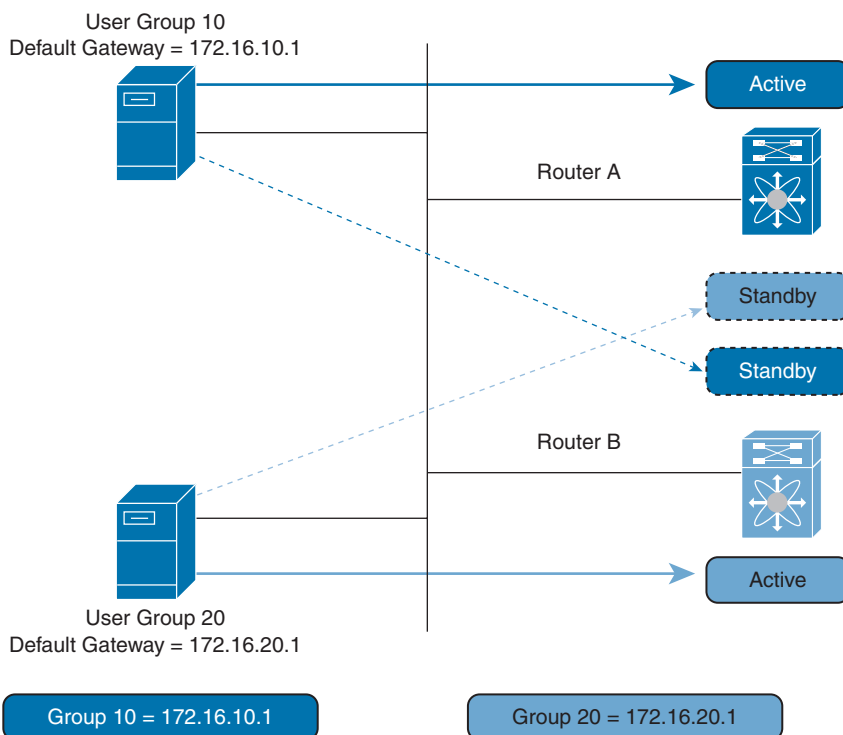 User Group 10
Default Gateway = 172.16.10.1
Active
Router A
Standby
Standby
Router B
Active
User Group 20
Default Gateway = 172.16.20.1
Group 10 = 172.16.10.1
Group 20 = 172.16.20.1